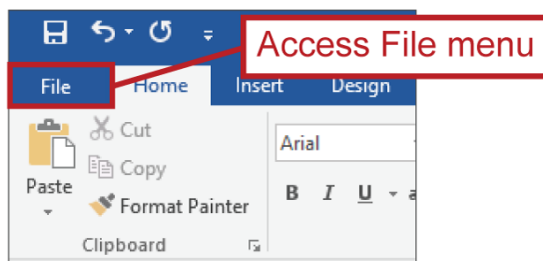 Access File menu
File Home Insert Design
Cut
Copy
Paste
Format Painter
Clipboard
Arial
B I U